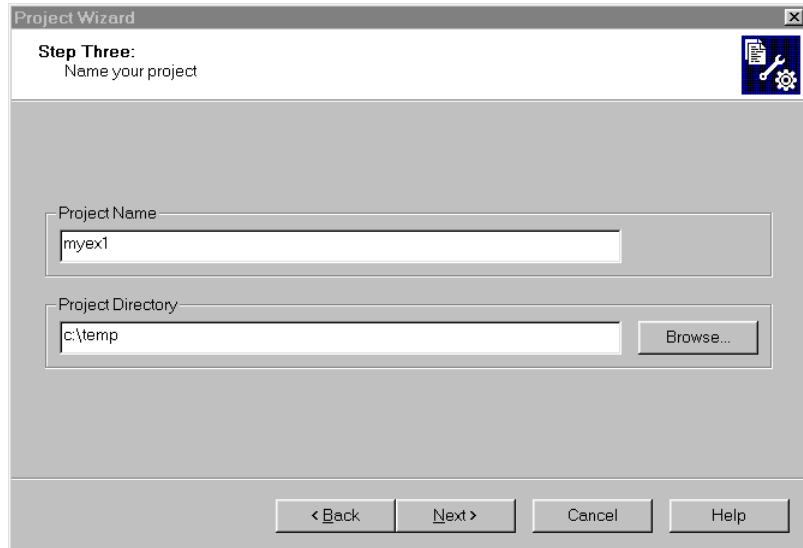 Project Wizard
Step Three:
Name your project
Project Name
myex1
Project Directory
c:\temp
Browse...
< Back Next > Cancel Help